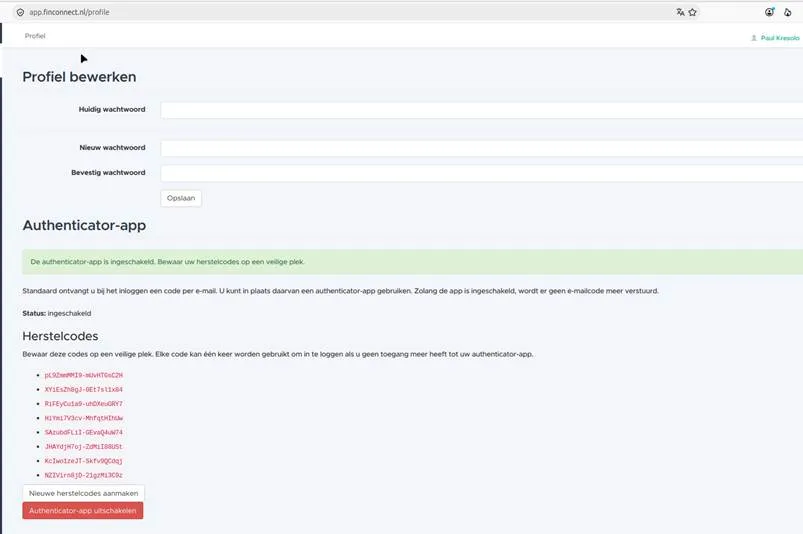 app.finconnect.nl/profile
Profiel
Paul Kresolo
Profiel bewerken
Huidig wachtwoord
Nieuw wachtwoord
Bevestig wachtwoord
Opslaan
Authenticator-app
De authenticator-app is ingeschakeld. Bewaar uw herstelcodes op een veilige plek.
Standaard ontvangt u bij het inloggen een code per e-mail. U kunt in plaats daarvan een authenticator-app gebruiken. Zolang de app is ingeschakeld, wordt er geen e-mailcode meer verstuurd.
Status: ingeschakeld
Herstelcodes
Bewaar deze codes op een veilige plek. Elke code kan één keer worden gebruikt om in te loggen als u geen toegang meer heeft tot uw authenticator-app.
Nieuwe herstelcodes aanmaken
Authenticator-app uitschakelen